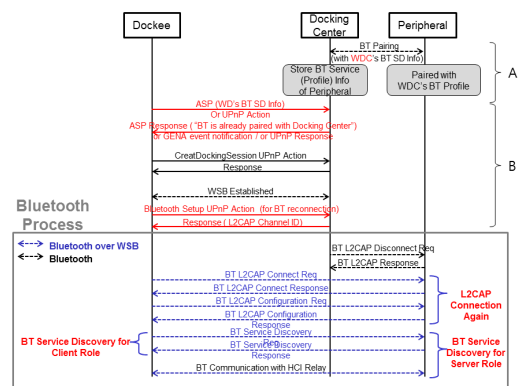 Dockee
Docking
Center
Peripheral
BT Pairing
(with WDC's BT SD Info)
A
Store BT Service
(Profile) Info
of Peripheral
Paired with
WDC's BT Profile
ASP (WD's BT SD Info)
Or UPnP Action
ASP Response ( "BT is already paired with Docking Center")
or GENA event notification / or UPnP Response
B
CreatDockingSession UPnP Action
Response
WSB Established
Bluetooth
Process
Bluetooth Setup UPnP Action (for BT reconnection)
Response ( L2CAP Channel ID)
Bluetooth over WSB
Bluetooth
BT L2CAP Disconnect Req
BT L2CAP Response
BT L2CAP Connect Req
BT L2CAP Connect Response
BT L2CAP Configuration Req
BT L2CAP Configuration
Response
L2CAP
Connection
Again
BT Service Discovery for
Client Role
BT Service Discovery
Req
BT Service Discovery
Response
BT Service
Discovery for
Server Role
BT Communication with HCI Relay